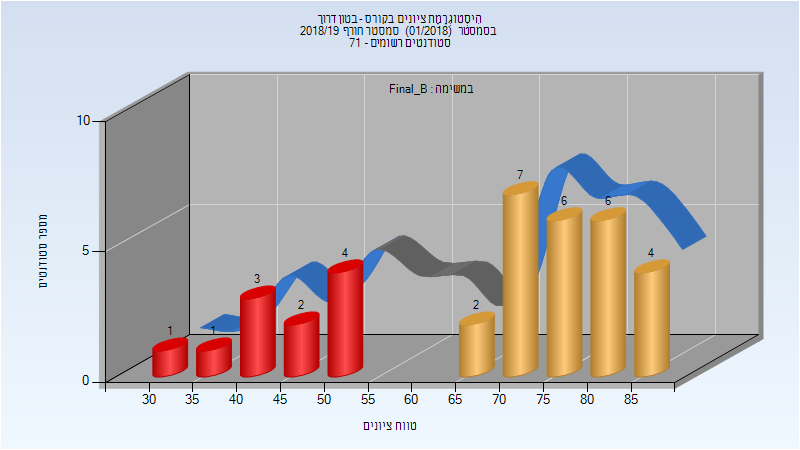 היסטוגרמת ציונים בקורס - בטון דרוך
בסמסטר (01/2018) סמסטר חורף 2018/19
סטודנטים רשומים - 71
במשימה : Final_B
מספר סטודנטים
10
5
0
1
1
3
2
4
2
7
6
6
4
30 35 40 45 50 55 60 65 70 75 80 85
טווח ציונים